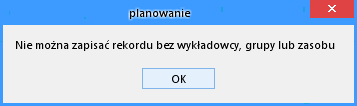 planowanie
Nie można zapisać rekordu bez wykładowcy, grupy lub zasobu
OK